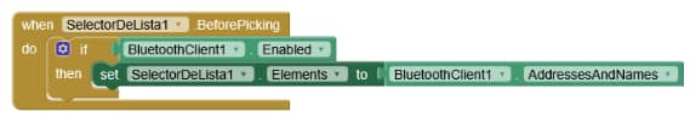 when SelectorDeLista1 .BeforePicking
do if BluetoothClient1 . Enabled
then set SelectorDeLista1 . Elements to BluetoothClient1 . AddressesAndNames